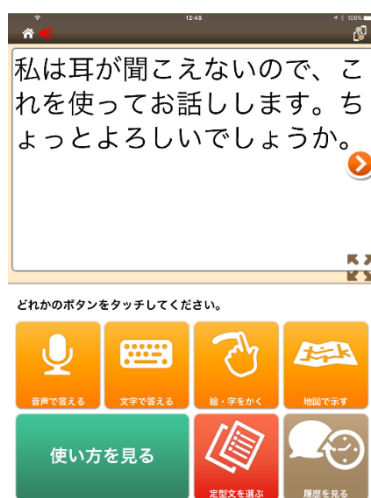 12:48
100%
私は耳が聞こえないので、こ
れを使ってお話しします。ち
ょっとよろしいでしょうか。
どれかのボタンをタッチしてください。
音声で答える
文字で答える
絵・字をかく
地図で示す
使い方を見る
定型文を選ぶ
履歴を見る